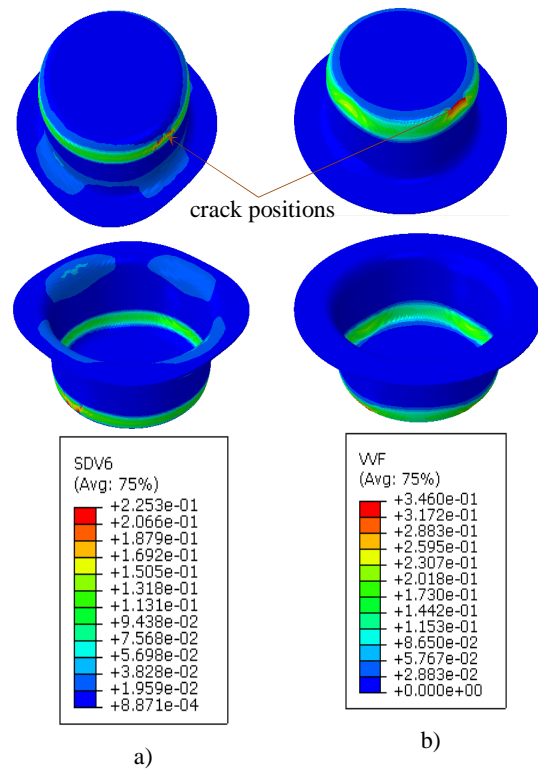 crack positions
SDV6
(Avg: 75%)
+2.253e-01
+2.066e-01
+1.879e-01
+1.692e-01
+1.505e-01
+1.318e-01
+1.131e-01
+9.438e-02
+7.568e-02
+5.698e-02
+3.828e-02
+1.959e-02
+8.871e-04
VVF
(Avg: 75%)
+3.460e-01
+3.172e-01
+2.883e-01
+2.595e-01
+2.307e-01
+2.018e-01
+1.730e-01
+1.442e-01
+1.153e-01
+8.650e-02
+5.767e-02
+2.883e-02
+0.000e+00
a)
b)